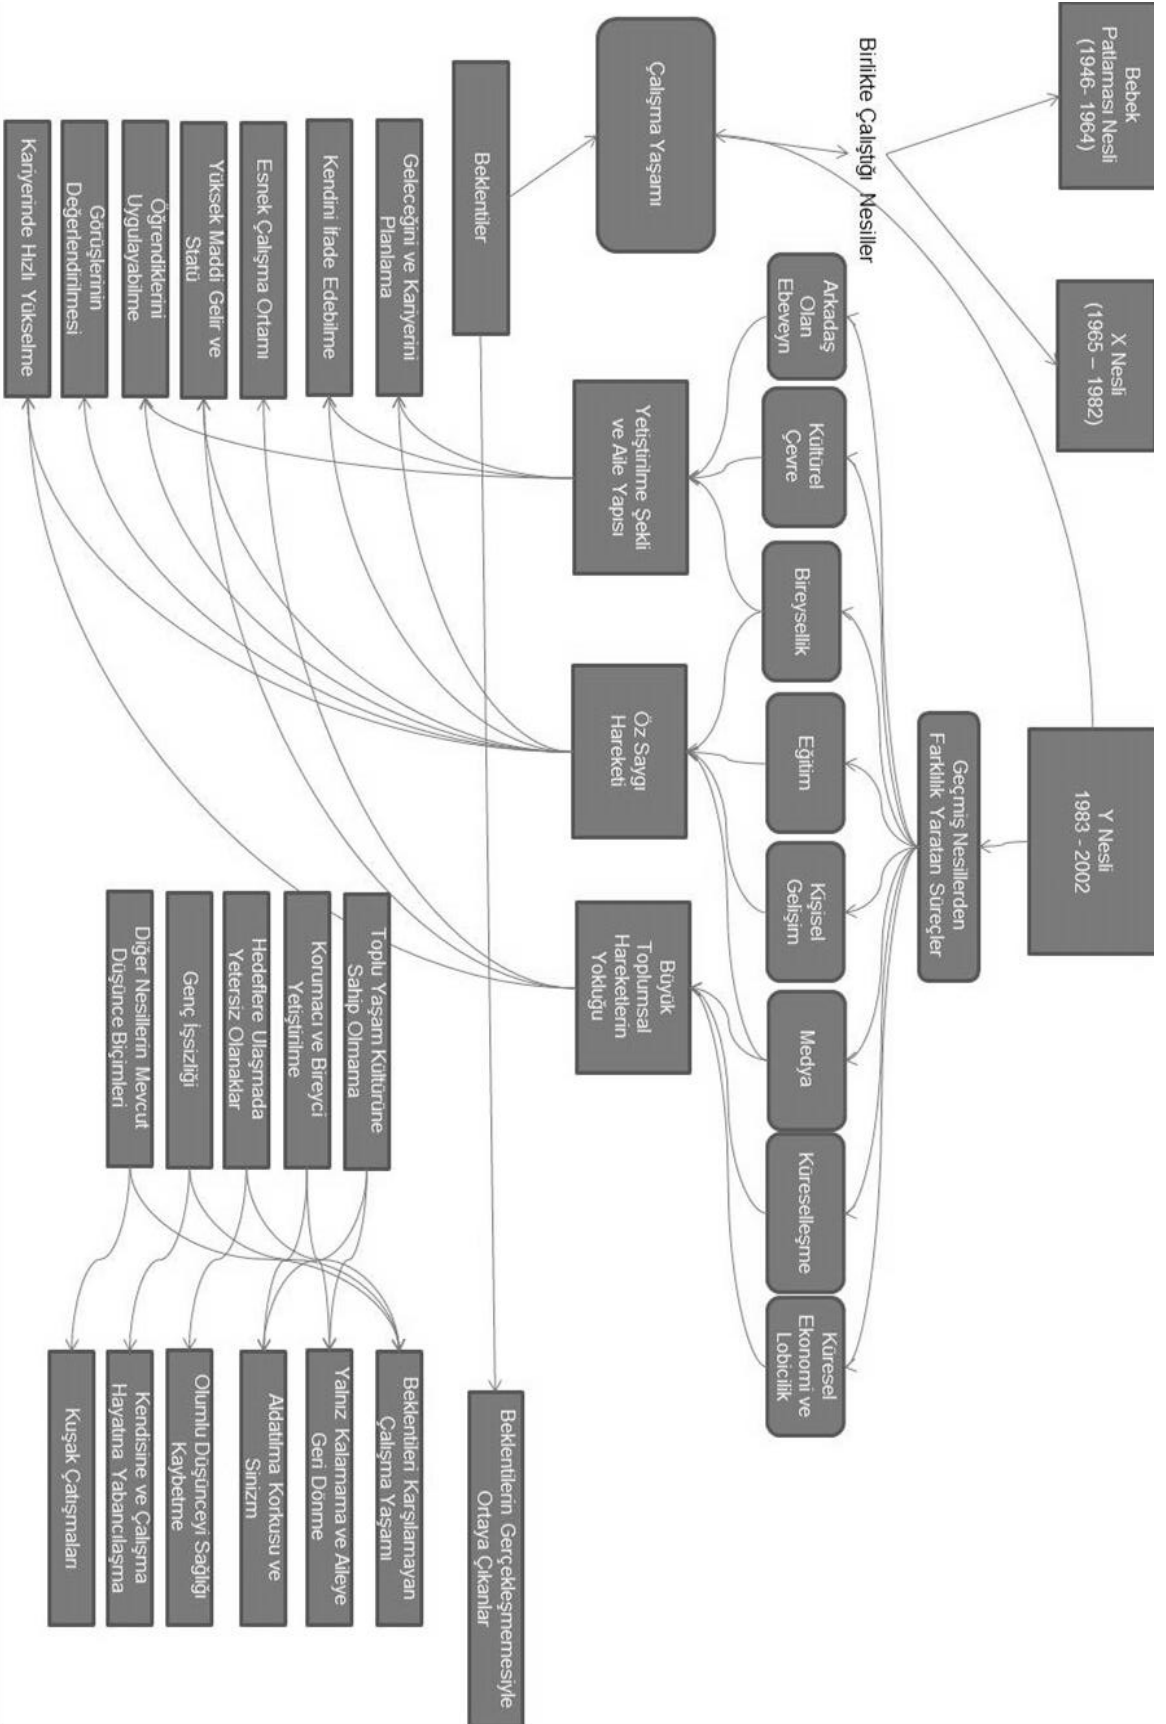 Bebek
Patlaması Nesli
(1946- 1964)
X Nesli
(1965 – 1982)
Y Nesli
1983 - 2002
Birlikte Çalıştığı Nesiller
Geçmiş Nesillerden
Farklılık Yaratan Süreçler
Arkadaş
Olan
Ebeveyn
Kültürel
Çevre
Bireysellik
Eğitim
Kişisel
Gelişim
Medya
Küreselleşme
Küresel
Ekonomi ve
Lobicilik
Çalışma Yaşamı
Yetiştirilme Şekli
ve Aile Yapısı
Öz Saygı
Hareketi
Büyük
Toplumsal
Hareketlerin
Yokluğu
Beklentiler
Beklentilerin Gerçekleşmemesiyle
Ortaya Çıkanlar
Geleceğini ve Kariyerini
Planlama
Kendini İfade Edebilme
Esnek Çalışma Ortamı
Yüksek Maddi Gelir ve
Statü
Öğrendiklerini
Uygulayabilme
Görüşlerinin
Değerlendirilmesi
Kariyerinde Hızlı Yükselme
Toplu Yaşam Kültürüne
Sahip Olmama
Korumacı ve Bireyci
Yetiştirilme
Hedeflere Ulaşmada
Yetersiz Olanaklar
Genç İşsizliği
Diğer Nesillerin Mevcut
Düşünce Biçimleri
Beklentileri Karşılamayan
Çalışma Yaşamı
Yalnız Kalamama ve Aileye
Geri Dönme
Aldatılma Korkusu ve
Sinizm
Olumlu Düşünceyi Sağlığı
Kaybetme
Kendisine ve Çalışma
Hayatına Yabancılaşma
Kuşak Çatışmaları